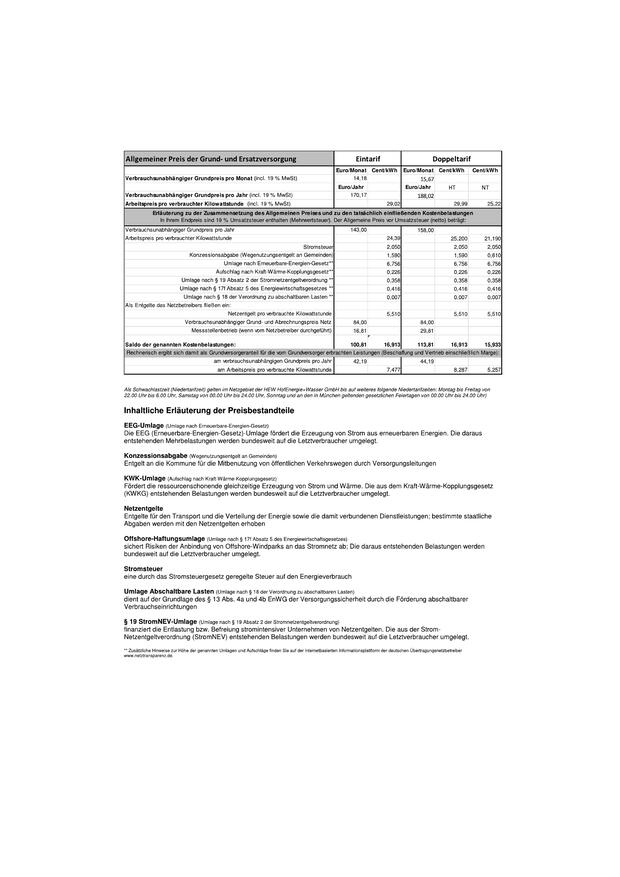 Allgemeiner Preis der Grund- und Ersatzversorgung Eintarif Doppeltarif
Euro/Monat Cent/kWh Euro/Monat Cent/kWh Cent/kWh
Verbrauchsunabhängiger Grundpreis pro Monat (incl. 19 % MwSt) 14,18 15,67
Euro/Jahr Euro/Jahr HT NT
Verbrauchsunabhängiger Grundpreis pro Jahr (incl. 19 % MwSt) 170,17 188,02
Arbeitspreis pro verbrauchter Kilowattstunde (incl. 19 % MwSt) 29,02 29,99 25,22
Erläuterung zu der Zusammensetzung des Allgemeinen Preises und zu den tatsächlich einfließenden Kostenbelastungen
In Ihrem Endpreis sind 19 % Umsatzsteuer enthalten (Mehrwertsteuer). Der Allgemeine Preis vor Umsatzsteuer (netto) beträgt:
Verbrauchsunabhängiger Grundpreis pro Jahr 143,00 158,00
Arbeitspreis pro verbrauchter Kilowattstunde 24,39 25,200 21,190
Stromsteuer 2,050 2,050 2,050
Konzessionsabgabe (Wegenutzungsentgelt an Gemeinden) 1,590 1,590 0,610
Umlage nach Erneuerbare-Energien-Gesetz** 6,756 6,756 6,756
Aufschlag nach Kraft-Wärme-Kopplungsgesetz** 0,226 0,226 0,226
Umlage nach § 19 Absatz 2 der Stromnetzentgeltverordnung ** 0,358 0,358 0,358
Umlage nach § 17f Absatz 5 des Energiewirtschaftsgesetzes ** 0,416 0,416 0,416
Umlage nach § 18 der Verordnung zu abschaltbaren Lasten ** 0,007 0,007 0,007
Als Entgelte des Netzbetreibers fließen ein:
Netzentgelt pro verbrauchte Kilowattstunde 5,510 5,510 5,510
Verbrauchsunabhängiger Grund- und Abrechnungspreis Netz 84,00 84,00
Messstellenbetrieb (wenn vom Netzbetreiber durchgeführt) 16,81 29,81
Saldo der genannten Kostenbelastungen: 100,81 16,913 113,81 16,913 15,933
Rechnerisch ergibt sich damit als Grundversorgeranteil für die vom Grundversorger erbrachten Leistungen (Beschaffung und Vertrieb einschließlich Marge):
am verbrauchsunabhängigen Grundpreis pro Jahr 42,19 44,19
am Arbeitspreis pro verbrauchte Kilowattstunde 7,477 8,287 5,257
Als Schwachlastzeit (Niedertarifzeit) gelten im Netzgebiet der HEW HofEnergie+Wasser GmbH bis auf weiteres folgende Niedertarifzeiten: Montag bis Freitag von
22.00 Uhr bis 6.00 Uhr, Samstag von 00.00 Uhr bis 24.00 Uhr, Sonntag und an den in München geltenden gesetzlichen Feiertagen von 00.00 Uhr bis 24.00 Uhr)
Inhaltliche Erläuterung der Preisbestandteile
EEG-Umlage (Umlage nach Erneuerbare-Energien-Gesetz)
Die EEG (Erneuerbare-Energien-Gesetz)-Umlage fördert die Erzeugung von Strom aus erneuerbaren Energien. Die daraus
entstehenden Mehrbelastungen werden bundesweit auf die Letztverbraucher umgelegt.
Konzessionsabgabe (Wegenutzungsentgelt an Gemeinden)
Entgelt an die Kommune für die Mitbenutzung von öffentlichen Verkehrswegen durch Versorgungsleitungen
KWK-Umlage (Aufschlag nach Kraft Wärme Kopplungsgesetz)
Fördert die ressourcenschonende gleichzeitige Erzeugung von Strom und Wärme. Die aus dem Kraft-Wärme-Kopplungsgesetz
(KWKG) entstehenden Belastungen werden bundesweit auf die Letztverbraucher umgelegt.
Netzentgelte
Entgelte für den Transport und die Verteilung der Energie sowie die damit verbundenen Dienstleistungen; bestimmte staatliche
Abgaben werden mit den Netzentgelten erhoben
Offshore-Haftungsumlage (Umlage nach § 17f Absatz 5 des Energiewirtschaftsgesetzes)
sichert Risiken der Anbindung von Offshore-Windparks an das Stromnetz ab; Die daraus entstehenden Belastungen werden
bundesweit auf die Letztverbraucher umgelegt.
Stromsteuer
eine durch das Stromsteuergesetz geregelte Steuer auf den Energieverbrauch
Umlage Abschaltbare Lasten (Umlage nach § 18 der Verordnung zu abschaltbaren Lasten)
dient auf der Grundlage des § 13 Abs. 4a und 4b EnWG der Versorgungssicherheit durch die Förderung abschaltbarer
Verbrauchseinrichtungen
§ 19 StromNEV-Umlage (Umlage nach § 19 Absatz 2 der Stromnetzentgeltverordnung)
finanziert die Entlastung bzw. Befreiung stromintensiver Unternehmen von Netzentgelten. Die aus der Strom-
Netzentgeltverordnung (StromNEV) entstehenden Belastungen werden bundesweit auf die Letztverbraucher umgelegt.
** Zusätzliche Hinweise zur Höhe der genannten Umlagen und Aufschläge finden Sie auf der internetbasierten Informationsplattform der deutschen Übertragungsnetzbetreiber
www.netztransparenz.de.